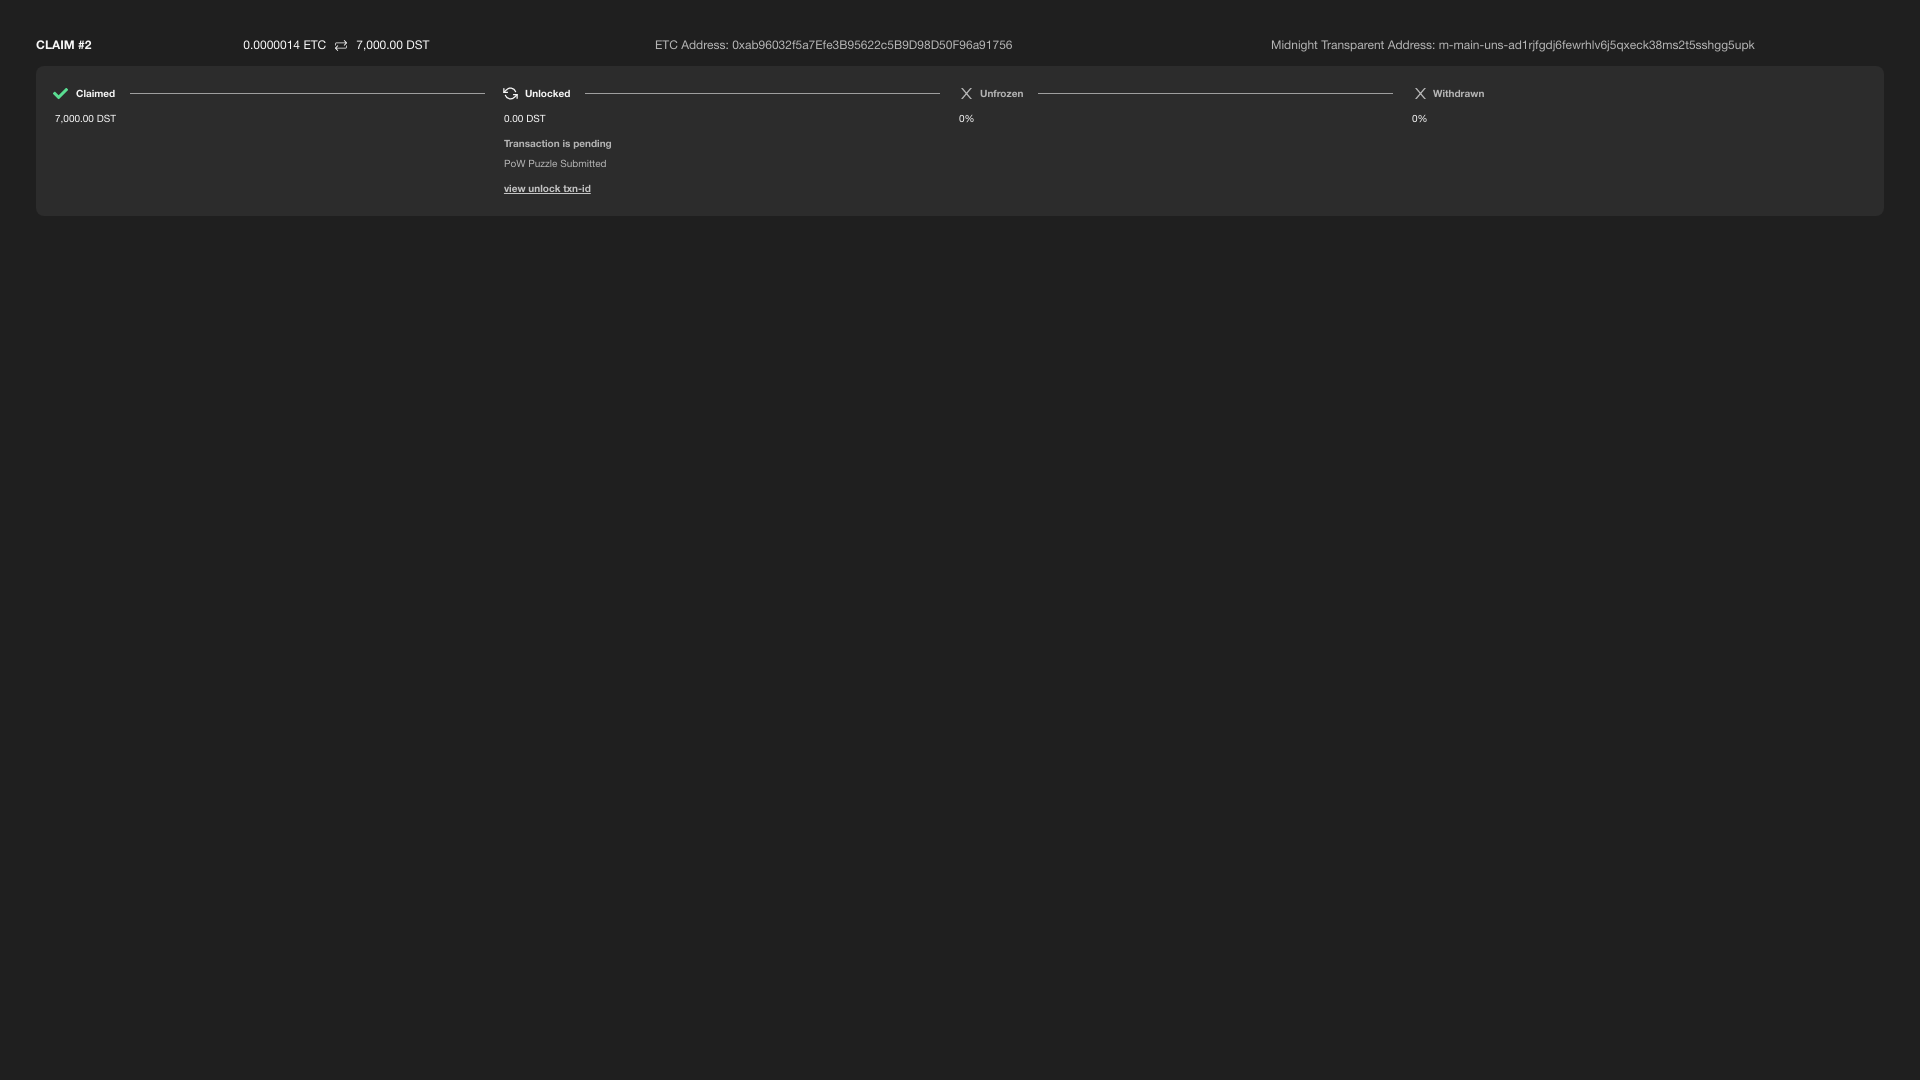 CLAIM #2
0.0000014 ETC 7,000.00 DST
ETC Address: 0xab96032f5a7Efe3B95622c5B9D98D50F96a91756
Midnight Transparent Address: m-main-uns-ad1rjfgdj6fewrhlv6j5qxeck38ms2t5sshgg5upk
Claimed
7,000.00 DST
Unlocked
0.00 DST
Transaction is pending
PoW Puzzle Submitted
view unlock txn-id
Unfrozen
0%
Withdrawn
0%